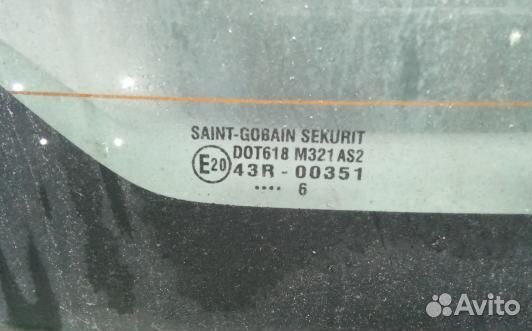 SAINT-GOBAIN SEKURIT
DOT618 M321 AS2
E20 43R - 00351
.... 6
Avito